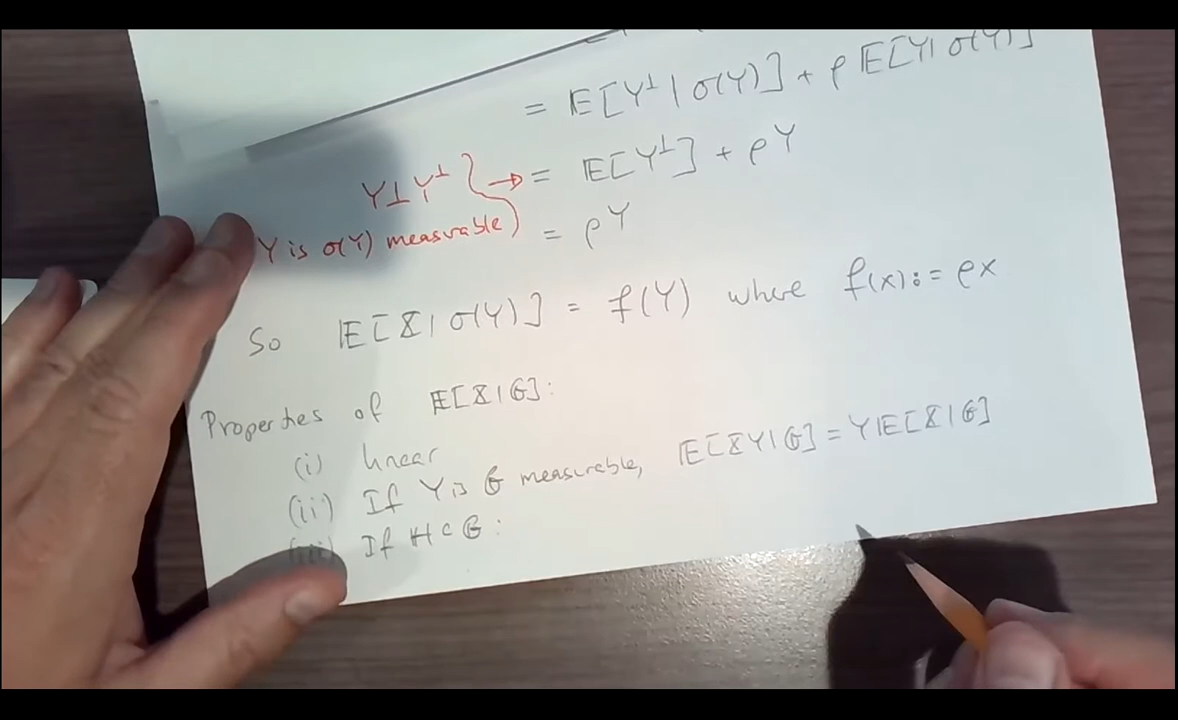 = E[Y⊥ | σ(Y)] + ρ E[Y | σ(Y)]
Y⊥Y⊥ } → = E[Y⊥] + ρY
Y is σ(Y) measurable) = ρY
So E[X | σ(Y)] = f(Y) where f(x) := ρx
Properties of E[X | G]:
(i) linear
(ii) If Y is G measurable, E[XY | G] = Y E[X | G]
(iii) If H ⊂ G: